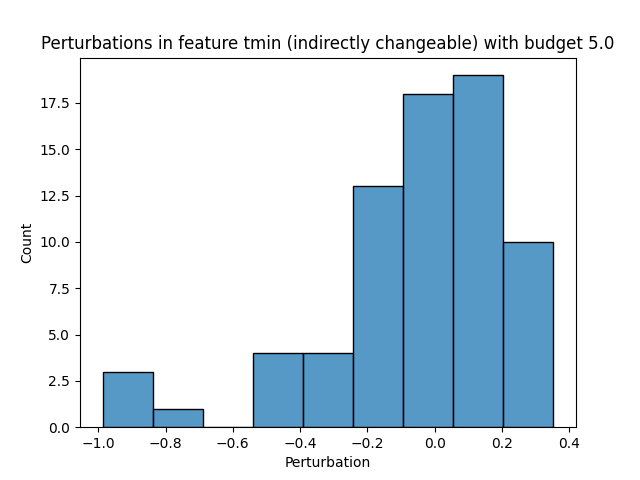 Perturbations in feature tmin (indirectly changeable) with budget 5.0
17.5
15.0
12.5
10.0
7.5
5.0
2.5
0.0
Count
−1.0 −0.8 −0.6 −0.4 −0.2 0.0 0.2 0.4
Perturbation